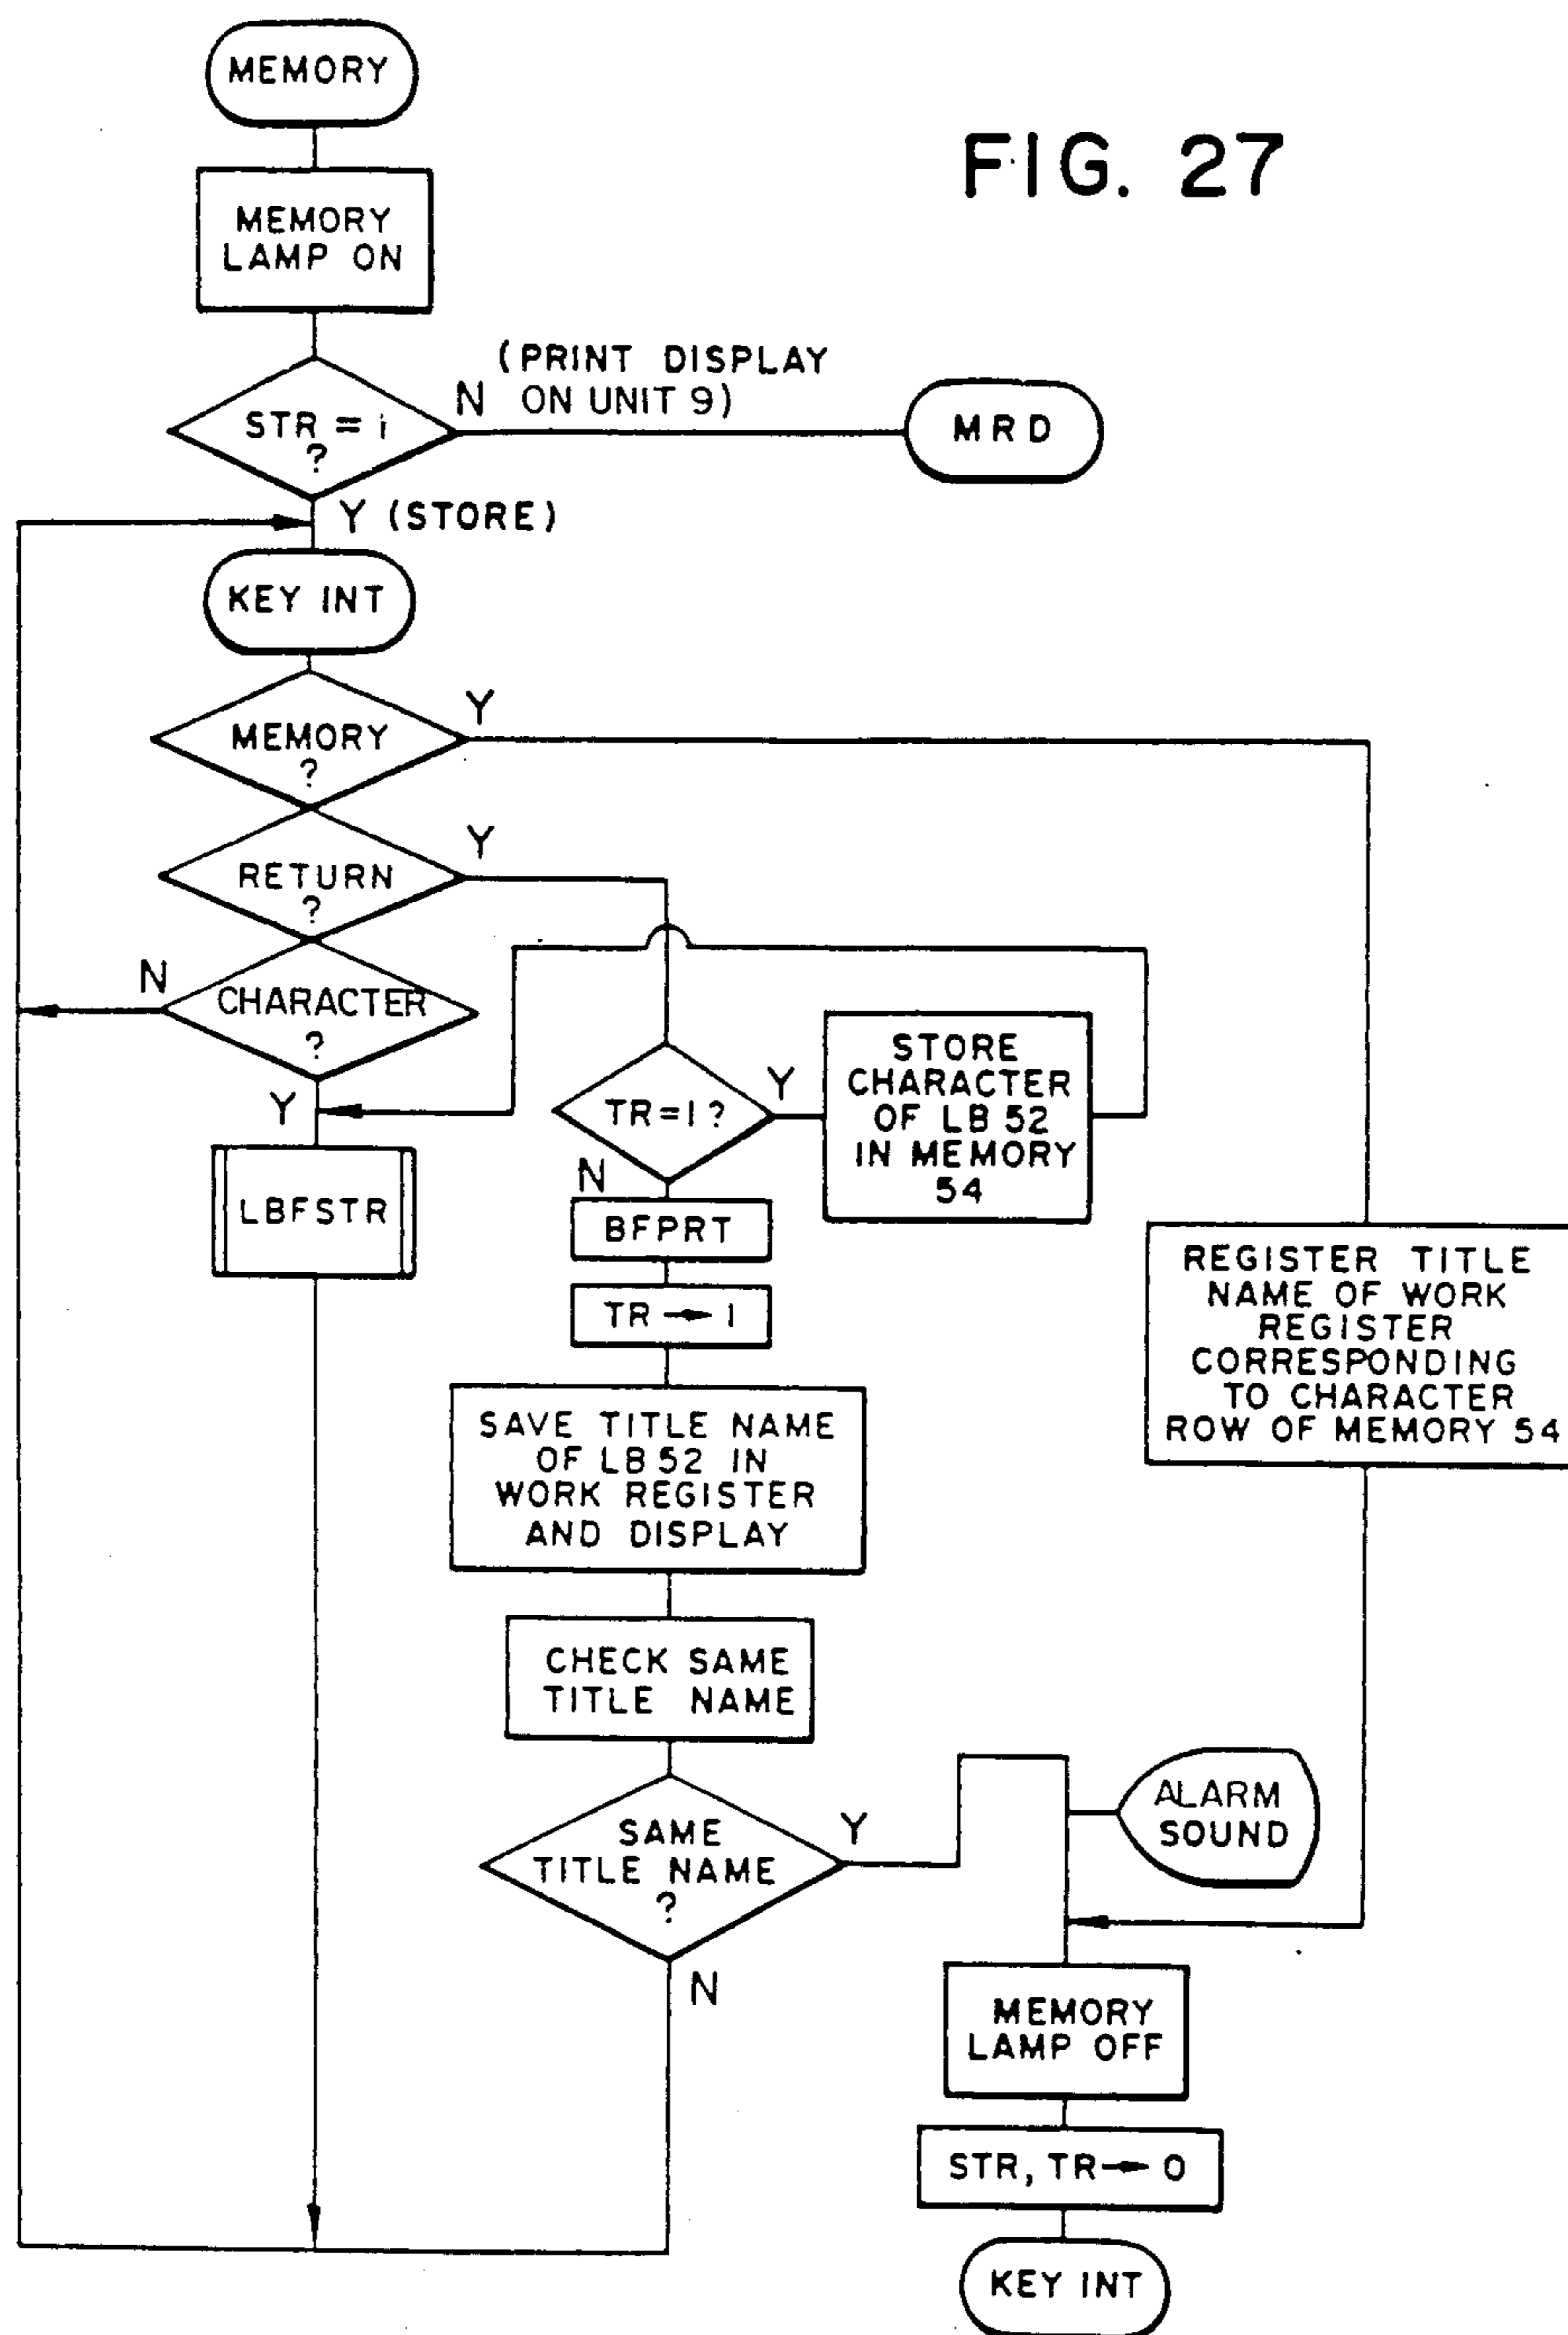 MEMORY
FIG. 27
MEMORY
LAMP ON
(PRINT DISPLAY
N ON UNIT 9)
STR = i
?
MRD
Y (STORE)
KEY INT
Y
MEMORY
?
Y
RETURN
?
N
CHARACTER
?
Y
STORE
CHARACTER
OF LB 52
IN MEMORY
54
Y
TR=1?
N
LBFSTR
BFPRT
TR → 1
REGISTER TITLE
NAME OF WORK
REGISTER
CORRESPONDING
TO CHARACTER
ROW OF MEMORY 54
SAVE TITLE NAME
OF LB 52 IN
WORK REGISTER
AND DISPLAY
CHECK SAME
TITLE NAME
ALARM
SOUND
Y
SAME
TITLE NAME
?
N
MEMORY
LAMP OFF
STR, TR → 0
KEY INT